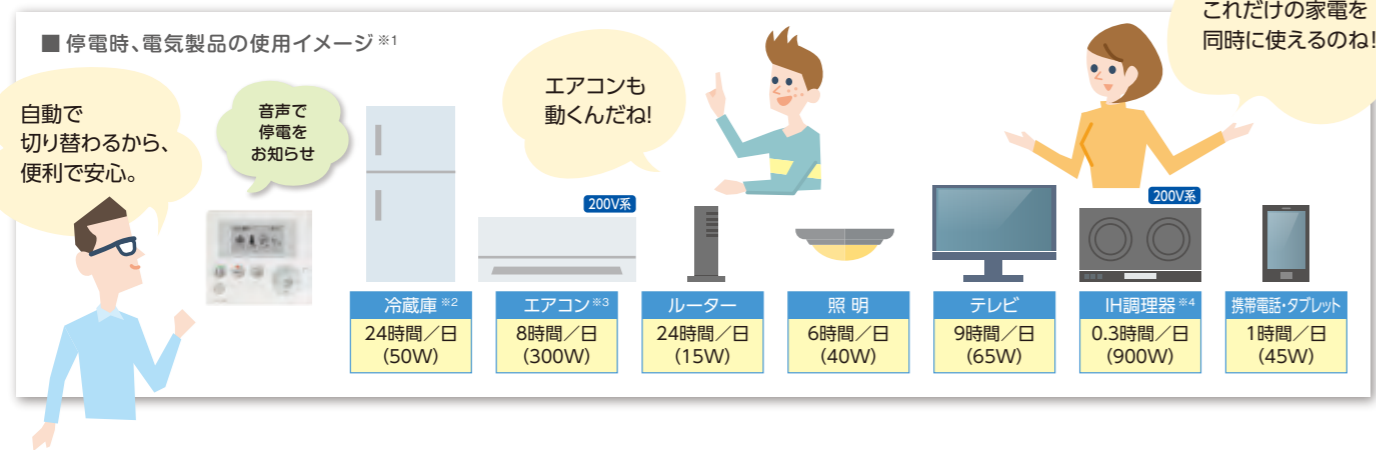 ■ 停電時、電気製品の使用イメージ※1
これだけの家電を
同時に使えるのね!
自動で
切り替わるから、
便利で安心。
音声で
停電を
お知らせ
エアコンも
動くんだね!
200V系
200V系
冷蔵庫※2
24時間/日
(50W)
エアコン※3
8時間/日
(300W)
ルーター
24時間/日
(15W)
照 明
6時間/日
(40W)
テレビ
9時間/日
(65W)
IH調理器※4
0.3時間/日
(900W)
携帯電話・タブレット
1時間/日
(45W)